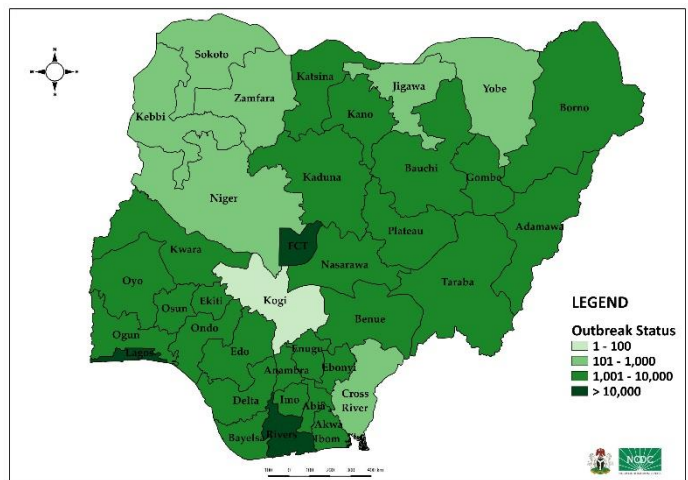 N
Sokoto
Katsina
Jigawa
Yobe
Zamfara
Borno
Kebbi
Kano
Bauchi
Gombe
Kaduna
Niger
Adamawa
Plateau
FCT
Kwara
Nasarawa
Taraba
Oyo
Kogi
Osun
Ekiti
Benue
Ogun
Ondo
Lagos
Edo
Enugu
Anambra
Ebonyi
Cross
River
Delta
Imo
Abia
Akwa
Ibom
Bayelsa
Rivers
LEGEND
Outbreak Status
1 - 100
101 - 1,000
1,001 - 10,000
> 10,000
400 km
NCDC